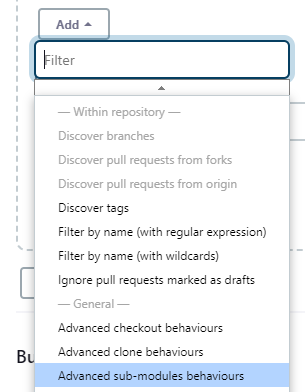 Add
Filter
— Within repository —
Discover branches
Discover pull requests from forks
Discover pull requests from origin
Discover tags
Filter by name (with regular expression)
Filter by name (with wildcards)
Ignore pull requests marked as drafts
— General —
Advanced checkout behaviours
Advanced clone behaviours
Bu
Advanced sub-modules behaviours